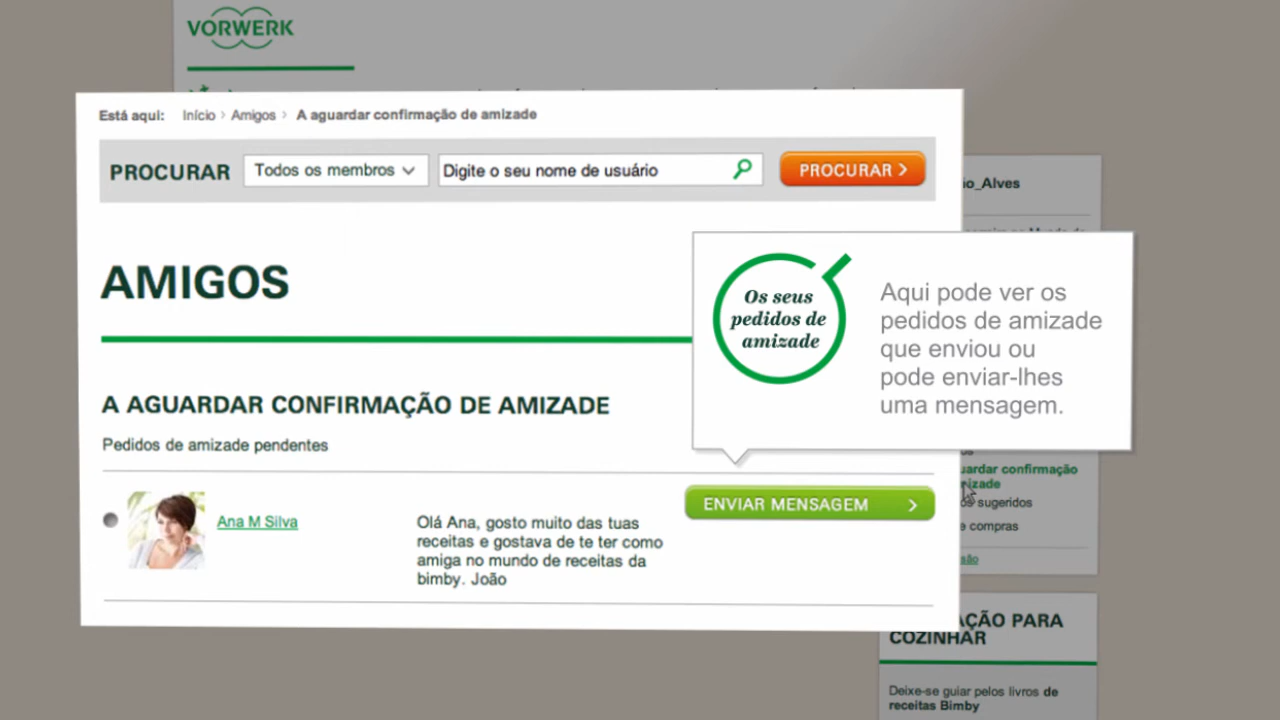 VORWERK
Está aqui: Início › Amigos › A aguardar confirmação de amizade
PROCURAR Todos os membros Digite o seu nome de usuário PROCURAR
io_Alves
AMIGOS
Os seus
pedidos de
amizade
Aqui pode ver os
pedidos de amizade
que enviou ou
pode enviar-lhes
uma mensagem.
A AGUARDAR CONFIRMAÇÃO DE AMIZADE
Pedidos de amizade pendentes
Ana M Silva
Olá Ana, gosto muito das tuas
receitas e gostava de te ter como
amiga no mundo de receitas da
bimby. João
ENVIAR MENSAGEM
uardar confirmação
izade
os sugeridos
e compras
são
AÇÃO PARA
COZINHAR
Deixe-se guiar pelos livros de
receitas Bimby